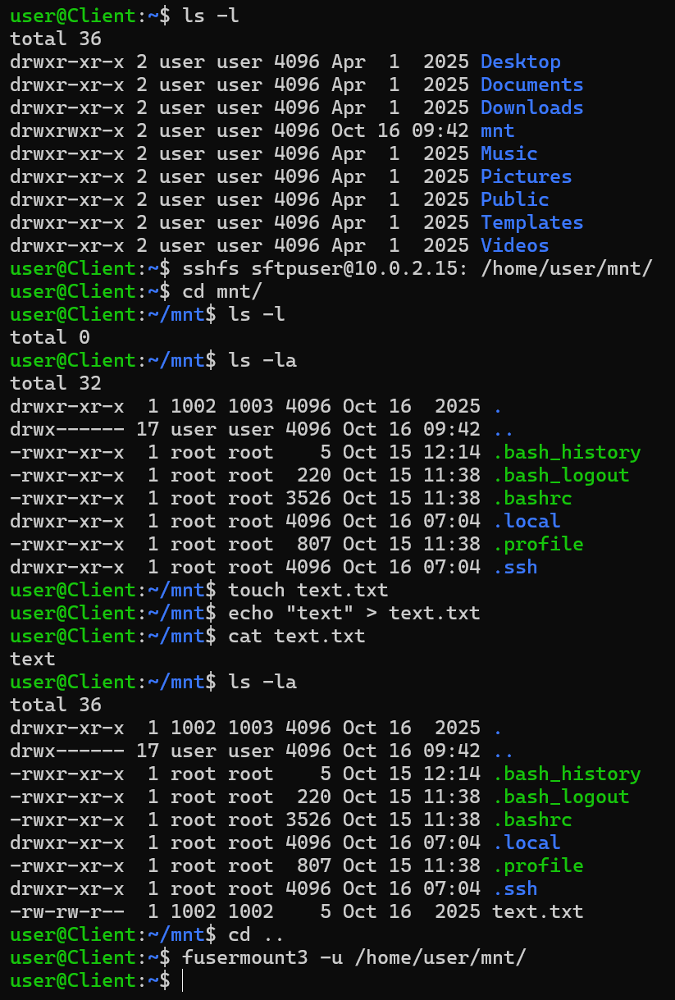 user@Client:~$ ls -l
total 36
drwxr-xr-x 2 user user 4096 Apr  1  2025 Desktop
drwxr-xr-x 2 user user 4096 Apr  1  2025 Documents
drwxr-xr-x 2 user user 4096 Apr  1  2025 Downloads
drwxrwxr-x 2 user user 4096 Oct 16 09:42 mnt
drwxr-xr-x 2 user user 4096 Apr  1  2025 Music
drwxr-xr-x 2 user user 4096 Apr  1  2025 Pictures
drwxr-xr-x 2 user user 4096 Apr  1  2025 Public
drwxr-xr-x 2 user user 4096 Apr  1  2025 Templates
drwxr-xr-x 2 user user 4096 Apr  1  2025 Videos
user@Client:~$ sshfs sftpuser@10.0.2.15: /home/user/mnt/
user@Client:~$ cd mnt/
user@Client:~/mnt$ ls -l
total 0
user@Client:~/mnt$ ls -la
total 32
drwxr-xr-x  1 1002 1003 4096 Oct 16  2025 .
drwx------ 17 user user 4096 Oct 16 09:42 ..
-rwxr-xr-x  1 root root    5 Oct 15 12:14 .bash_history
-rwxr-xr-x  1 root root  220 Oct 15 11:38 .bash_logout
-rwxr-xr-x  1 root root 3526 Oct 15 11:38 .bashrc
drwxr-xr-x  1 root root 4096 Oct 16 07:04 .local
-rwxr-xr-x  1 root root  807 Oct 15 11:38 .profile
drwxr-xr-x  1 root root 4096 Oct 16 07:04 .ssh
user@Client:~/mnt$ touch text.txt
user@Client:~/mnt$ echo "text" > text.txt
user@Client:~/mnt$ cat text.txt
text
user@Client:~/mnt$ ls -la
total 36
drwxr-xr-x  1 1002 1003 4096 Oct 16  2025 .
drwx------ 17 user user 4096 Oct 16 09:42 ..
-rwxr-xr-x  1 root root    5 Oct 15 12:14 .bash_history
-rwxr-xr-x  1 root root  220 Oct 15 11:38 .bash_logout
-rwxr-xr-x  1 root root 3526 Oct 15 11:38 .bashrc
drwxr-xr-x  1 root root 4096 Oct 16 07:04 .local
-rwxr-xr-x  1 root root  807 Oct 15 11:38 .profile
drwxr-xr-x  1 root root 4096 Oct 16 07:04 .ssh
-rw-rw-r--  1 1002 1002    5 Oct 16  2025 text.txt
user@Client:~/mnt$ cd ..
user@Client:~$ fusermount3 -u /home/user/mnt/
user@Client:~$